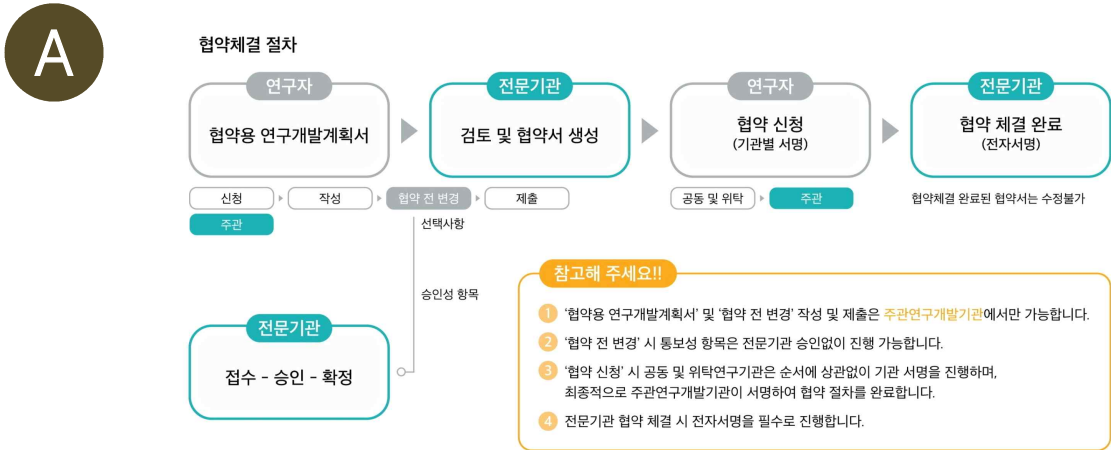 A
협약체결 절차
연구자
협약용 연구개발계획서
전문기관
검토 및 협약서 생성
연구자
협약 신청
(기관별 서명)
전문기관
협약 체결 완료
(전자서명)
신청
작성
협약 전 변경
제출
주관
선택사항
공동 및 위탁
주관
협약체결 완료된 협약서는 수정불가
승인성 항목
전문기관
접수 - 승인 - 확정
참고해 주세요!!
1 '협약용 연구개발계획서' 및 '협약 전 변경' 작성 및 제출은 주관연구개발기관에서만 가능합니다.
2 '협약 전 변경' 시 통보성 항목은 전문기관 승인없이 진행 가능합니다.
3 '협약 신청' 시 공동 및 위탁연구기관은 순서에 상관없이 기관 서명을 진행하며,
최종적으로 주관연구개발기관이 서명하여 협약 절차를 완료합니다.
4 전문기관 협약 체결 시 전자서명을 필수로 진행합니다.